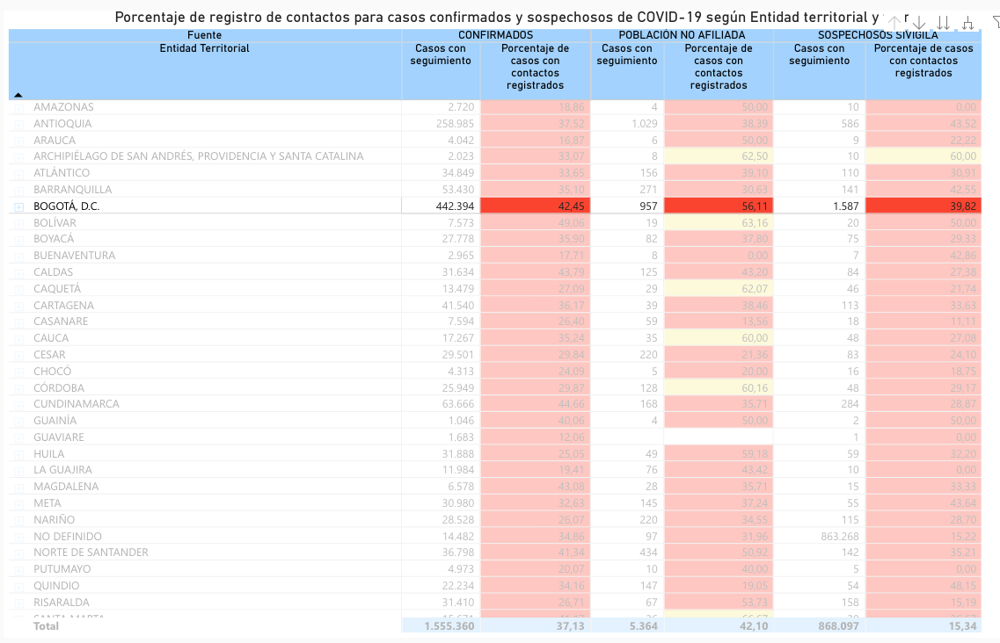 Porcentaje de registro de contactos para casos confirmados y sospechosos de COVID-19 según Entidad territorial y
Fuente CONFIRMADOS POBLACIÓN NO AFILIADA SOSPECHOSOS SIVIGILA
Entidad Territorial Casos con seguimiento Porcentaje de casos con contactos registrados Casos con seguimiento Porcentaje de casos con contactos registrados Casos con seguimiento Porcentaje de casos con contactos registrados
AMAZONAS 2.720 18,86 4 50,00 10 0,00
ANTIOQUIA 258.985 37,52 1.029 38,39 586 43,52
ARAUCA 4.042 16,87 6 50,00 9 22,22
ARCHIPIÉLAGO DE SAN ANDRÉS, PROVIDENCIA Y SANTA CATALINA 2.023 33,07 8 62,50 10 60,00
ATLÁNTICO 34.849 33,65 156 39,10 110 30,91
BARRANQUILLA 53.430 35,10 271 30,63 141 42,55
BOGOTÁ, D.C. 442.394 42,45 957 56,11 1.587 39,82
BOLÍVAR 7.573 49,06 19 63,16 20 50,00
BOYACÁ 27.778 35,90 82 37,80 75 29,33
BUENAVENTURA 2.965 17,71 8 0,00 7 42,86
CALDAS 31.634 43,79 125 43,20 84 27,38
CAQUETÁ 13.479 27,09 29 62,07 46 21,74
CARTAGENA 41.540 36,17 39 38,46 113 33,63
CASANARE 7.594 26,40 59 13,56 18 11,11
CAUCA 17.267 35,24 35 60,00 48 27,08
CESAR 29.501 29,84 220 21,36 83 24,10
CHOCÓ 4.313 24,09 5 20,00 16 18,75
CÓRDOBA 25.949 29,87 128 60,16 48 29,17
CUNDINAMARCA 63.666 44,66 168 35,71 284 28,87
GUAINÍA 1.046 40,06 4 50,00 2 50,00
GUAVIARE 1.683 12,06 1 0,00
HUILA 31.888 25,05 49 59,18 59 32,20
LA GUAJIRA 11.984 19,41 76 43,42 10 0,00
MAGDALENA 6.578 43,08 28 35,71 15 33,33
META 30.980 32,63 145 37,24 55 43,64
NARIÑO 28.528 26,07 220 34,55 115 28,70
NO DEFINIDO 14.482 34,86 97 31,96 863.268 15,22
NORTE DE SANTANDER 36.798 41,34 434 50,92 142 35,21
PUTUMAYO 4.973 20,07 10 40,00 5 0,00
QUINDIO 22.234 34,16 147 19,05 54 48,15
RISARALDA 31.410 26,71 67 53,73 158 15,19
SANTA MARTA
Total 1.555.360 37,13 5.364 42,10 868.097 15,34